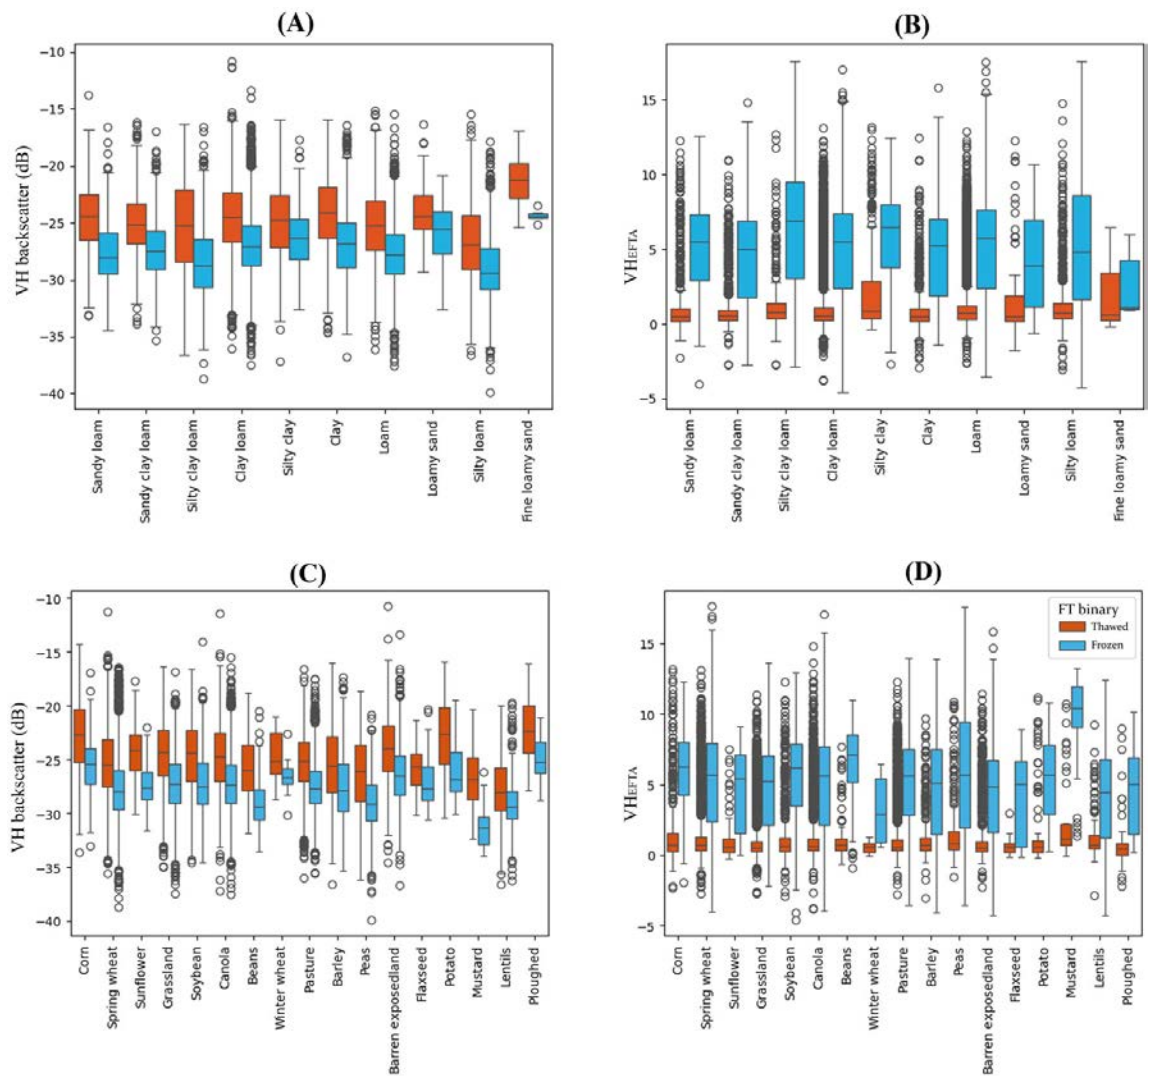 (A)
VH backscatter (dB)
−10
−15
−20
−25
−30
−35
−40
Sandy loam
Sandy clay loam
Silty clay loam
Clay loam
Silty clay
Clay
Loam
Loamy sand
Silty loam
Fine loamy sand
(B)
VHEFTA
15
10
5
0
−5
Sandy loam
Sandy clay loam
Silty clay loam
Clay loam
Silty clay
Clay
Loam
Loamy sand
Silty loam
Fine loamy sand
(C)
VH backscatter (dB)
−10
−15
−20
−25
−30
−35
−40
Corn
Spring wheat
Sunflower
Grassland
Soybean
Canola
Beans
Winter wheat
Pasture
Barley
Peas
Barren exposedland
Flaxseed
Potato
Mustard
Lentils
Ploughed
(D)
FT binary
Thawed
Frozen
VHEFTA
15
10
5
0
−5
Corn
Spring wheat
Sunflower
Grassland
Soybean
Canola
Beans
Winter wheat
Pasture
Barley
Peas
Barren exposedland
Flaxseed
Potato
Mustard
Lentils
Ploughed